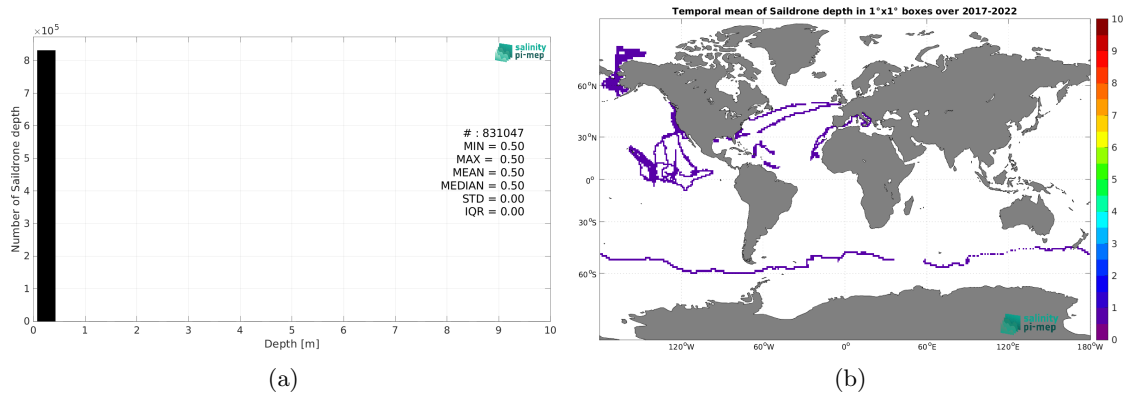 ×10⁵
8
7
6
5
4
3
2
1
0
Number of Saildrone depth
salinity
pi-mep
# : 831047
MIN = 0.50
MAX = 0.50
MEAN = 0.50
MEDIAN = 0.50
STD = 0.00
IQR = 0.00
0 1 2 3 4 5 6 7 8 9 10
Depth [m]
(a)
Temporal mean of Saildrone depth in 1°x1° boxes over 2017-2022
60°N
30°N
0°
30°S
60°S
salinity
pi-mep
120°W 60°W 0° 60°E 120°E 180°W
10
9
8
7
6
5
4
3
2
1
0
(b)